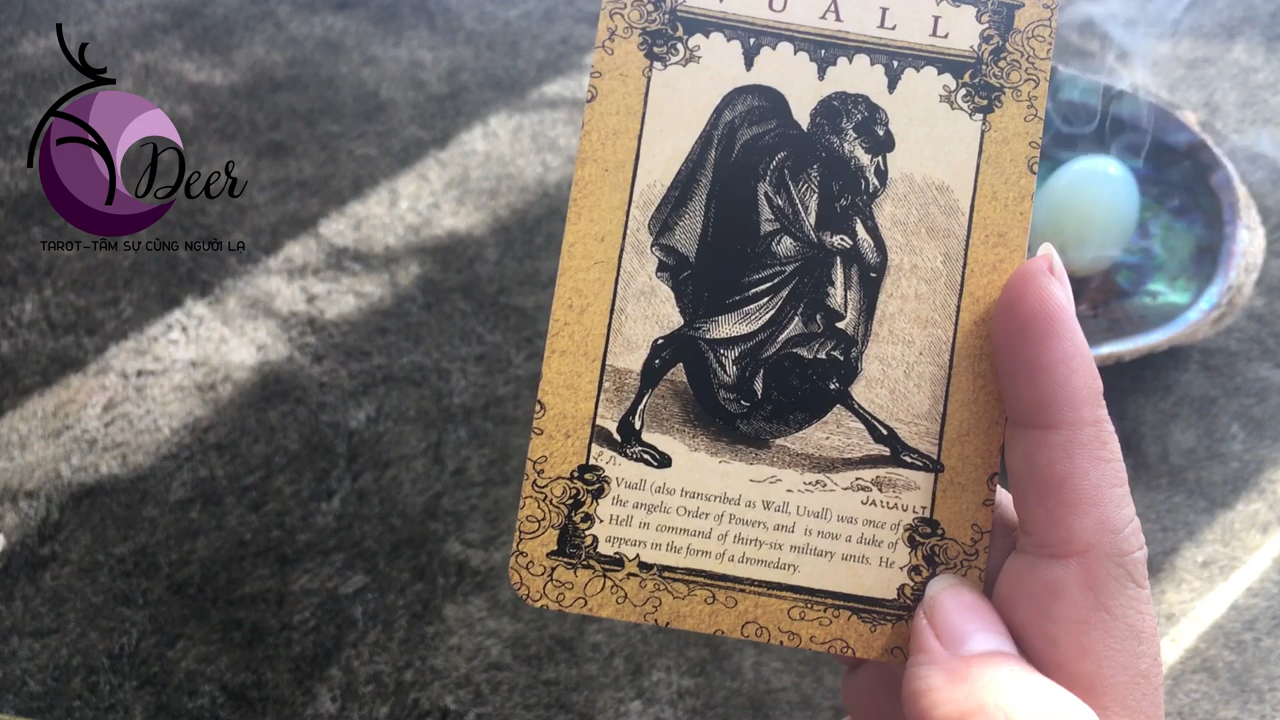 VUALL
Deer
TAROT-TÂM SỰ CÙNG NGƯỜI LẠ
L.B.
JARRAULT
Vuall (also transcribed as Wall, Uvall) was once of
the angelic Order of Powers, and is now a duke of
Hell in command of thirty-six military units. He
appears in the form of a dromedary.